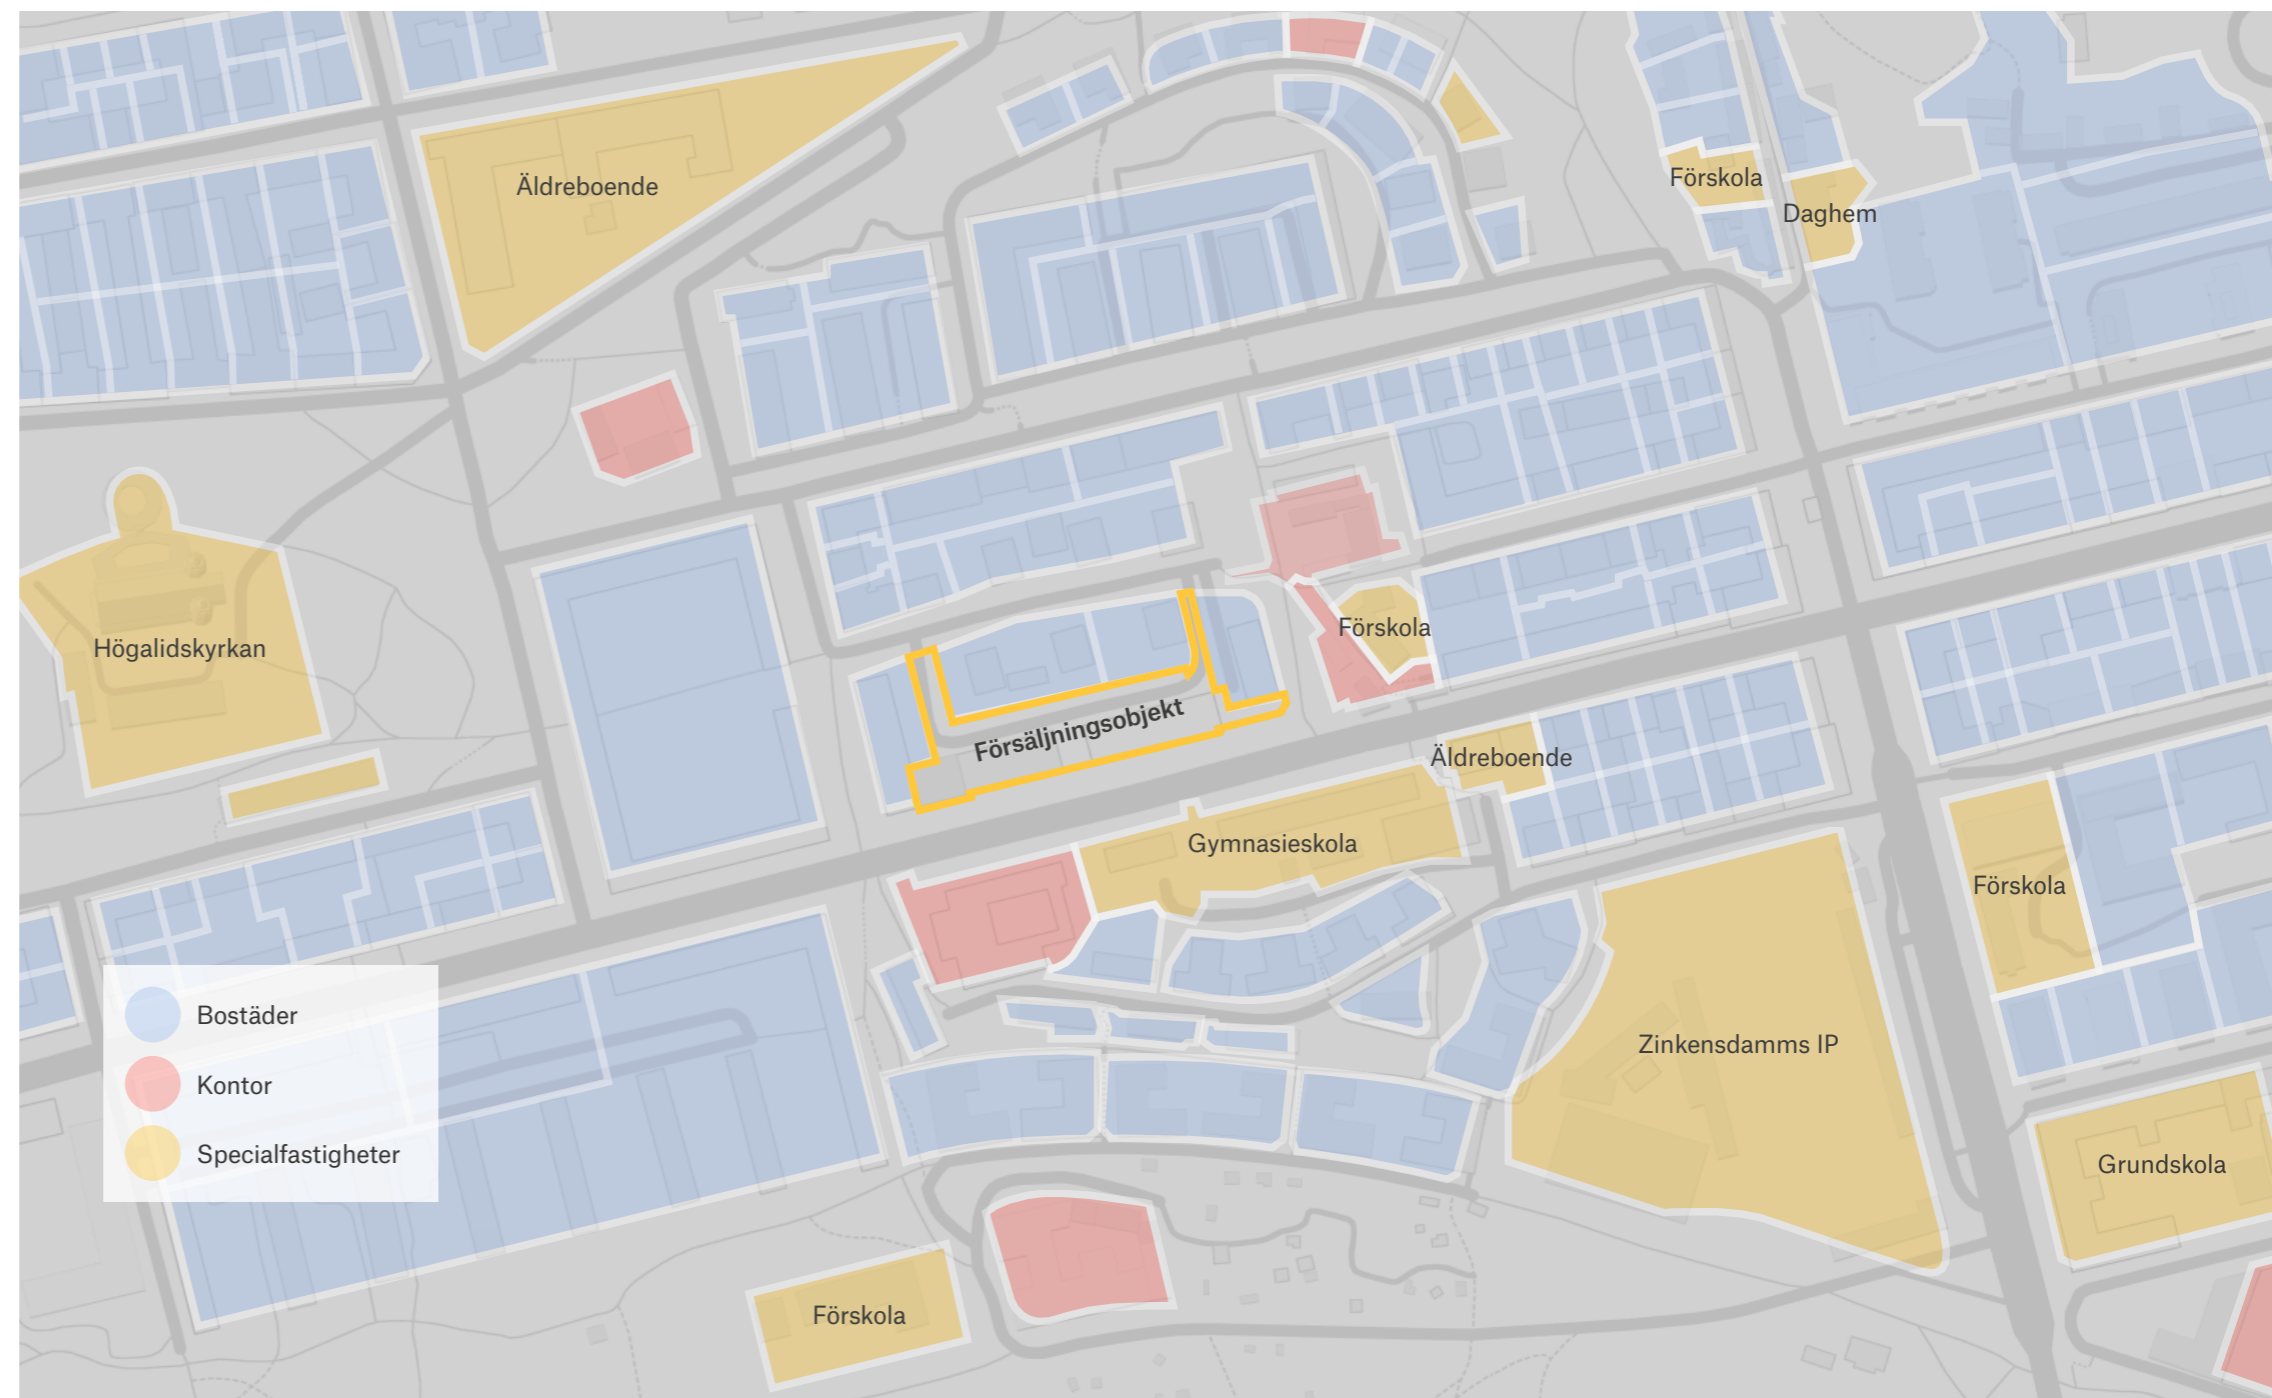 Äldreboende
Förskola
Daghem
Förskola
Högalidskyrkan
Försäljningsobjekt
Äldreboende
Gymnasieskola
Förskola
Zinkensdamms IP
Grundskola
Förskola
Bostäder
Kontor
Specialfastigheter